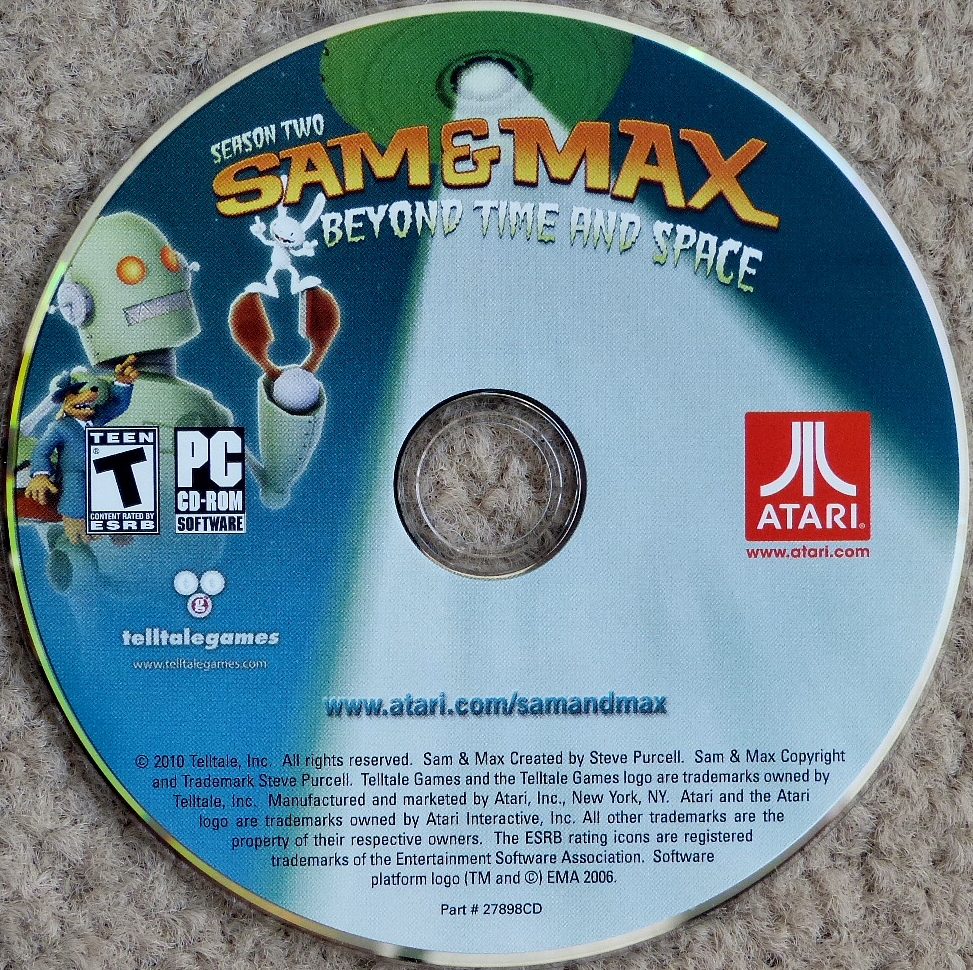 SEASON TWO
SAM & MAX
BEYOND TIME AND SPACE
TEEN
T
CONTENT RATED BY
ESRB
PC
CD-ROM
SOFTWARE
ATARI®
www.atari.com
g
telltalegames
www.telltalegames.com
www.atari.com/samandmax
© 2010 Telltale, Inc. All rights reserved. Sam & Max Created by Steve Purcell. Sam & Max Copyright
and Trademark Steve Purcell. Telltale Games and the Telltale Games logo are trademarks owned by
Telltale, Inc. Manufactured and marketed by Atari, Inc., New York, NY. Atari and the Atari
logo are trademarks owned by Atari Interactive, Inc. All other trademarks are the
property of their respective owners. The ESRB rating icons are registered
trademarks of the Entertainment Software Association. Software
platform logo (TM and ©) EMA 2006.
Part # 27898CD